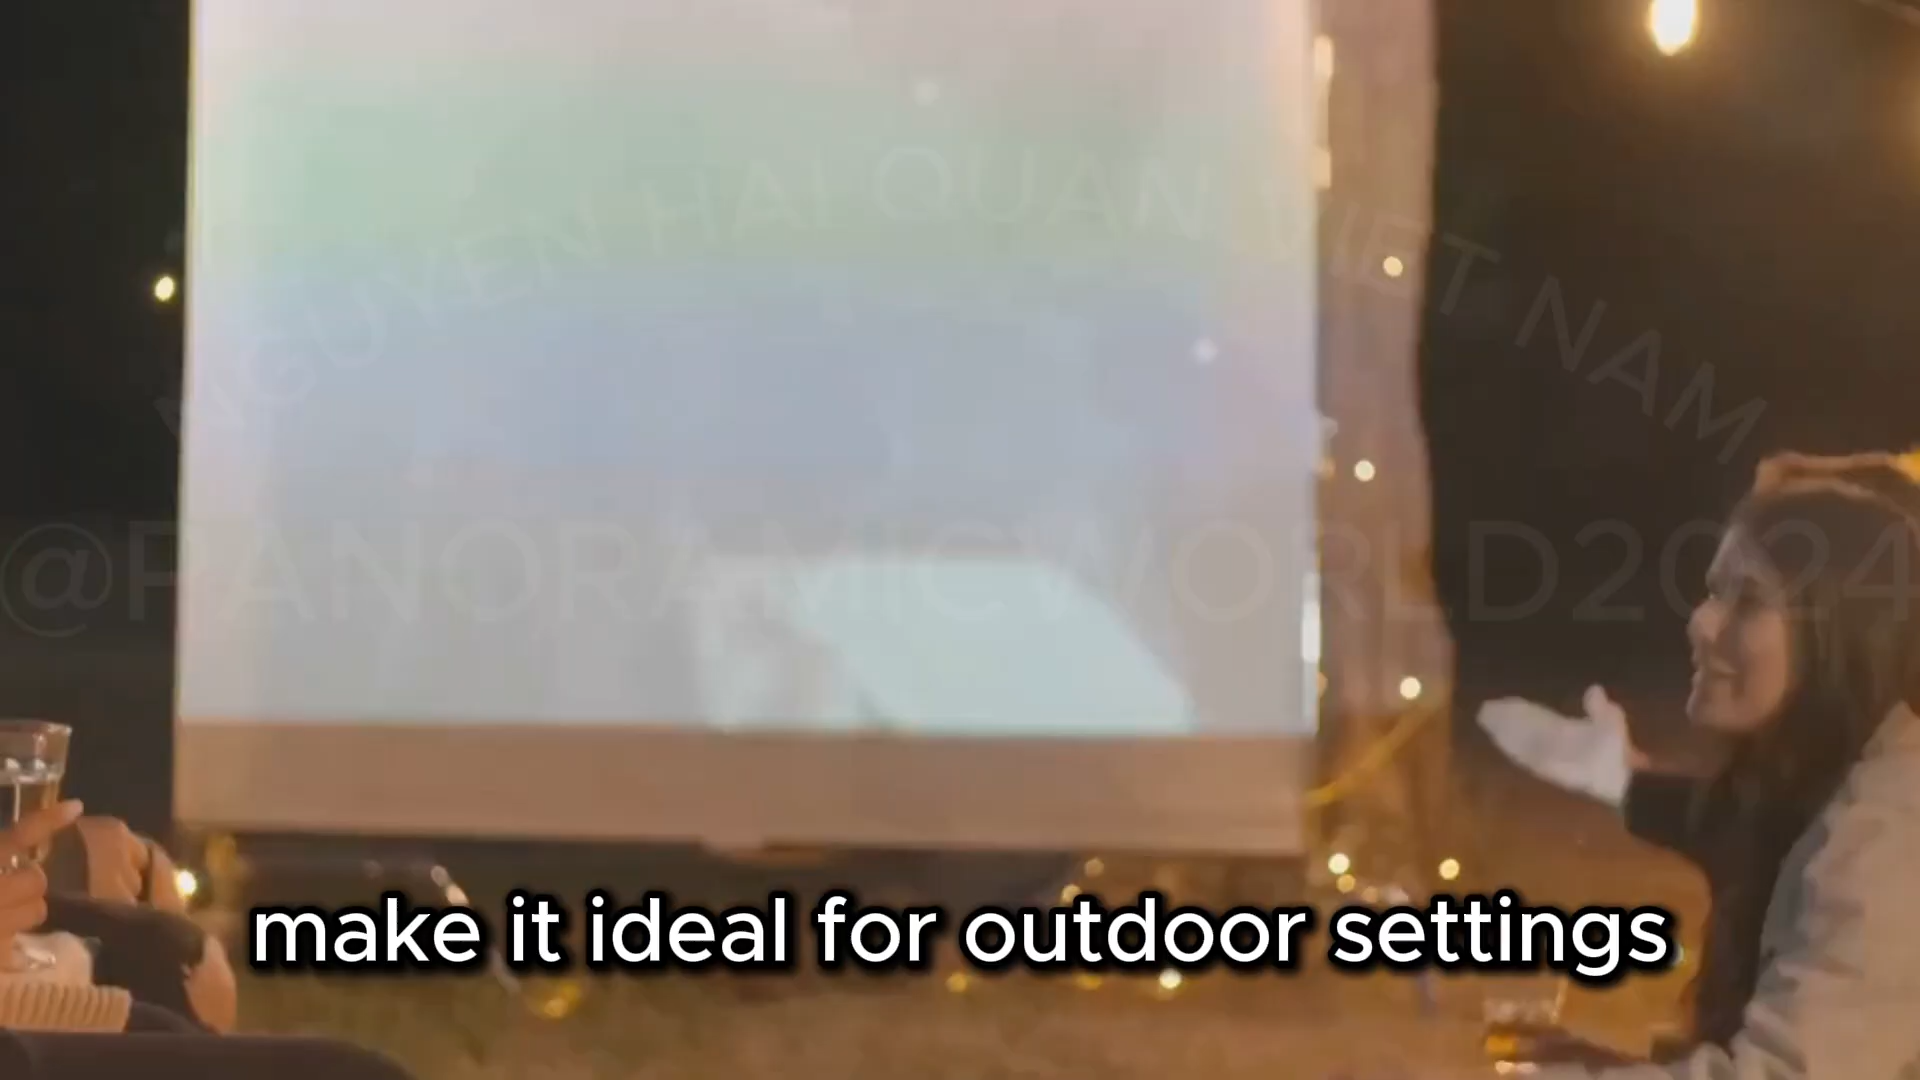 NGUYEN HAI QUAN VIET NAM
@PANORAMICWORLD2024
make it ideal for outdoor settings